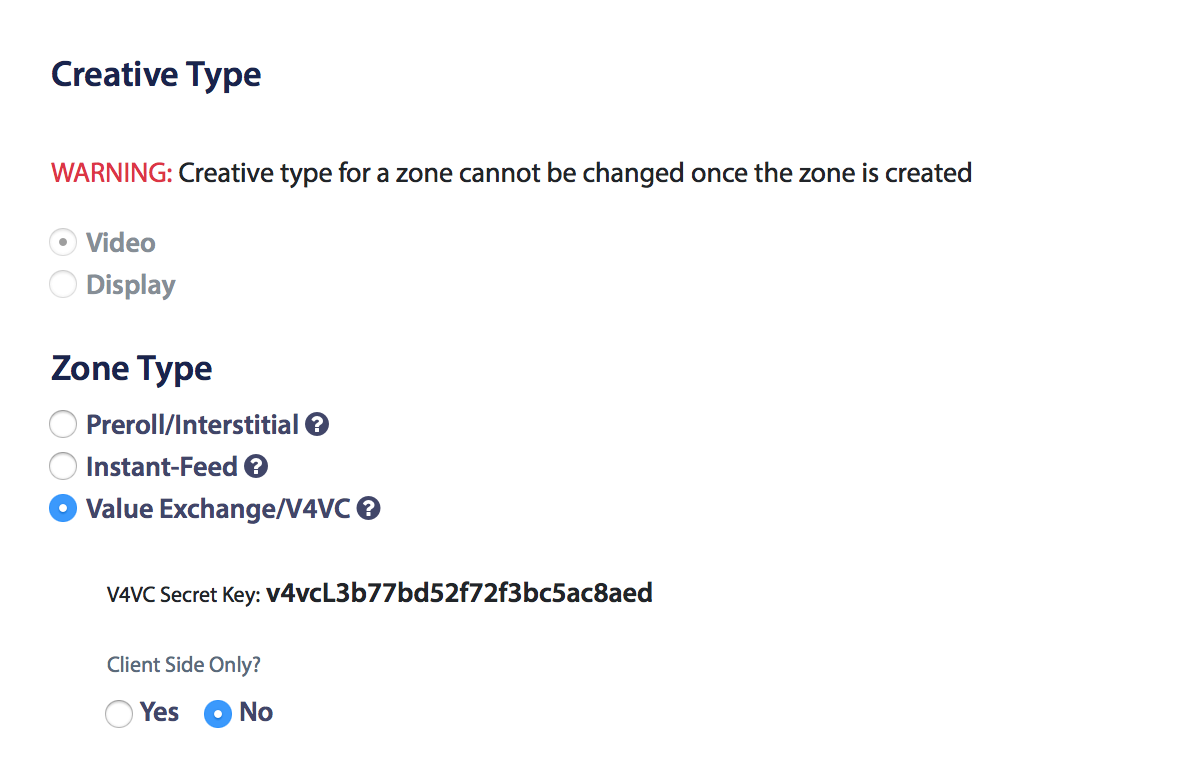 Creative Type
WARNING: Creative type for a zone cannot be changed once the zone is created
Video
Display
Zone Type
Preroll/Interstitial ?
Instant-Feed ?
Value Exchange/V4VC ?
V4VC Secret Key: v4vcL3b77bd52f72f3bc5ac8aed
Client Side Only?
Yes No